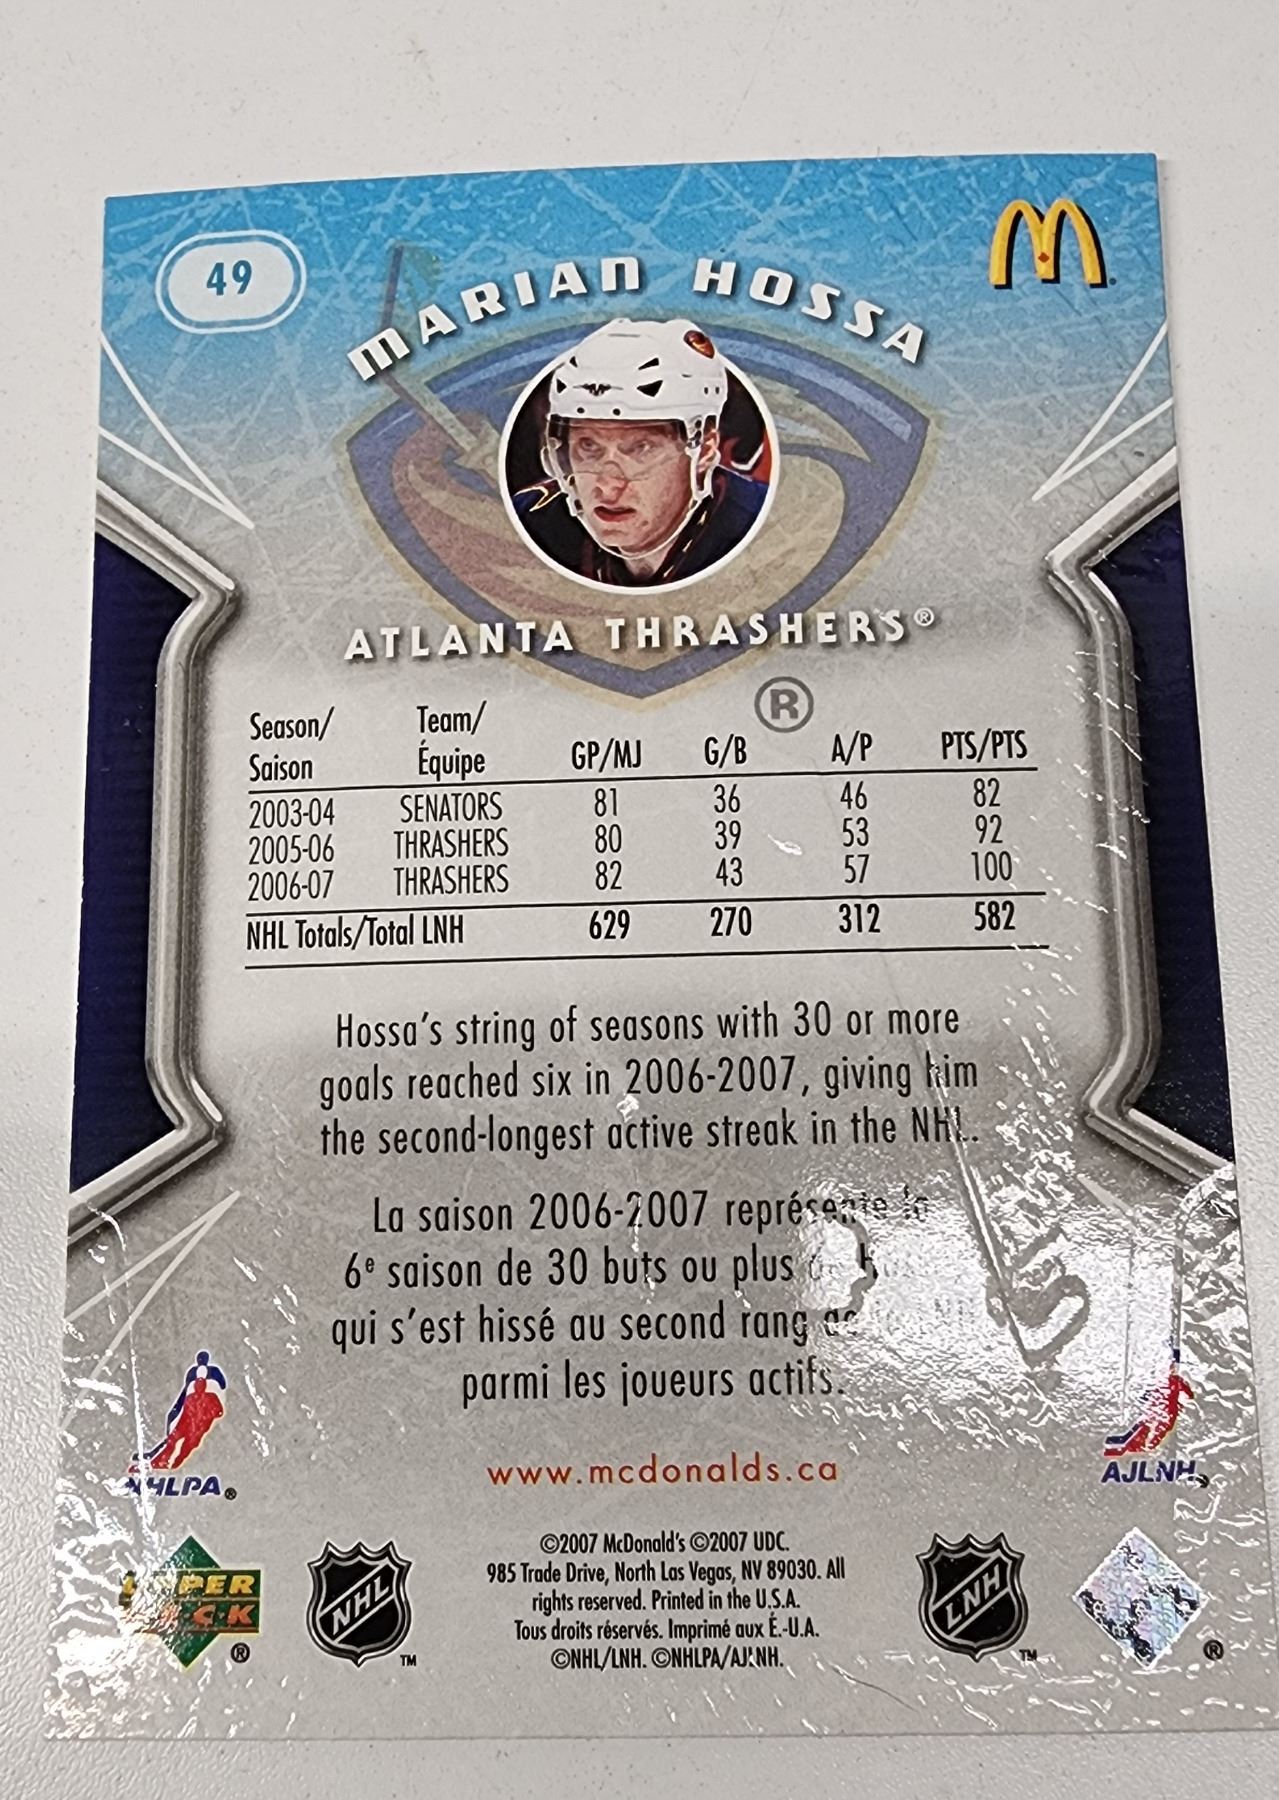 49
MARIAN HOSSA
ATLANTA THRASHERS®
®
Season/ Team/
Saison Équipe GP/MJ G/B A/P PTS/PTS
2003-04 SENATORS 81 36 46 82
2005-06 THRASHERS 80 39 53 92
2006-07 THRASHERS 82 43 57 100
NHL Totals/Total LNH 629 270 312 582
Hossa's string of seasons with 30 or more
goals reached six in 2006-2007, giving him
the second-longest active streak in the NHL.
La saison 2006-2007 représente la
6e saison de 30 buts ou plus
qui s'est hissé au second rang
parmi les joueurs actifs.
www.mcdonalds.ca
NHLPA®
AJLNH
UPPER
DECK
®
NHL
TM
©2007 McDonald's ©2007 UDC.
985 Trade Drive, North Las Vegas, NV 89030. All
rights reserved. Printed in the U.S.A.
Tous droits réservés. Imprimé aux É.-U.A.
©NHL/LNH. ©NHLPA/AJLNH.
LNH
TM
®